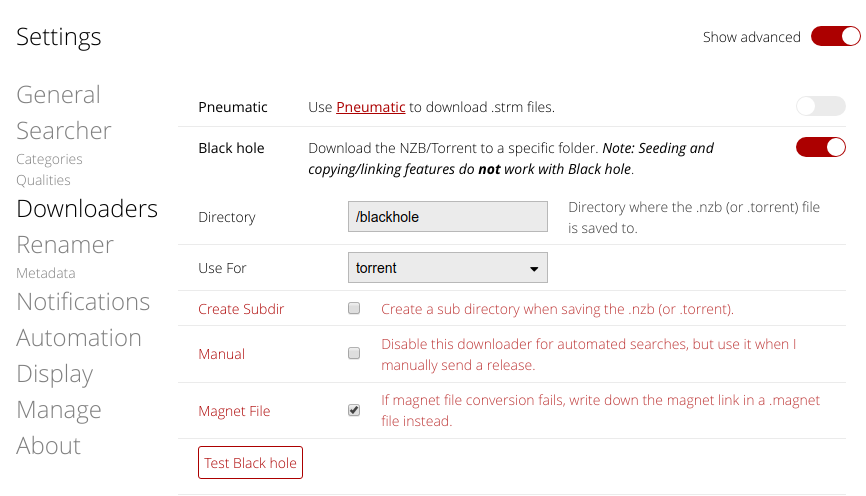 Settings
Show advanced
General
Searcher
Categories
Qualities
Downloaders
Renamer
Metadata
Notifications
Automation
Display
Manage
About
Pneumatic
Use Pneumatic to download .strm files.
Black hole
Download the NZB/Torrent to a specific folder. Note: Seeding and
copying/linking features do not work with Black hole.
Directory
/blackhole
Directory where the .nzb (or .torrent) file
is saved to.
Use For
torrent
Create Subdir
Create a sub directory when saving the .nzb (or .torrent).
Manual
Disable this downloader for automated searches, but use it when I
manually send a release.
Magnet File
If magnet file conversion fails, write down the magnet link in a .magnet
file instead.
Test Black hole